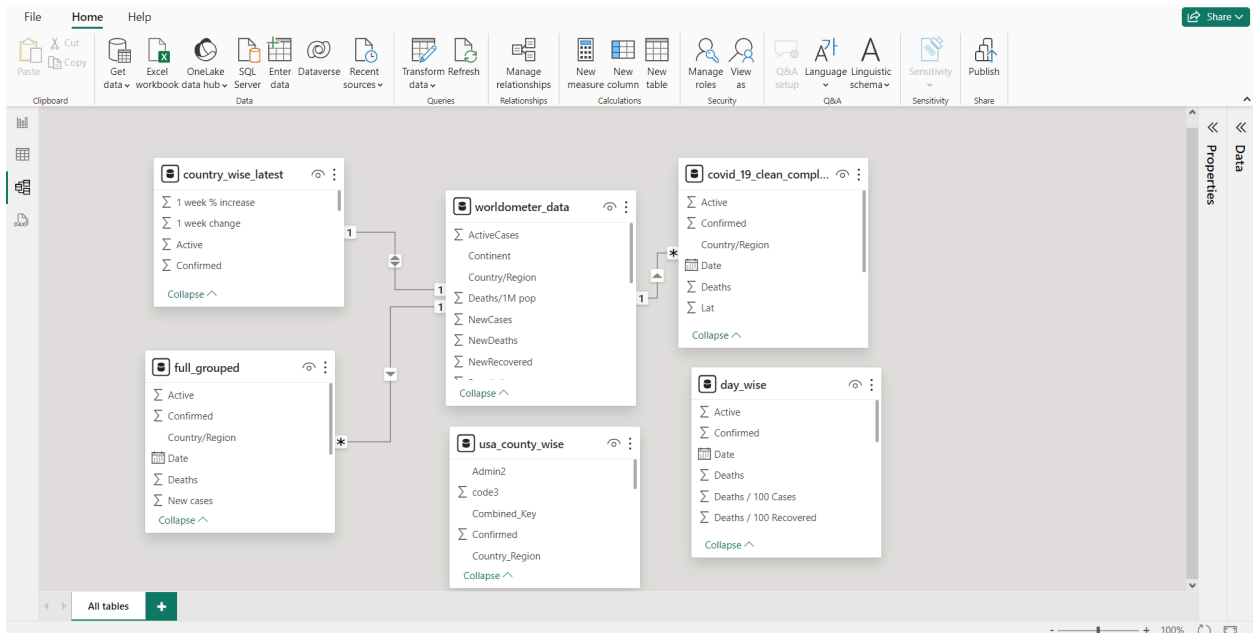 File Home Help
Share
Paste
Cut
Copy
Clipboard
Get data
Excel workbook
OneLake data hub
SQL Server
Enter data
Dataverse
Recent sources
Data
Transform data
Refresh
Queries
Manage relationships
Relationships
New measure
New column
New table
Calculations
Manage roles
View as
Security
Q&A setup
Language
Linguistic schema
Q&A
Sensitivity
Sensitivity
Publish
Share
DAX
country_wise_latest
1 week % increase
1 week change
Active
Confirmed
Collapse
1
1
1
worldometer_data
ActiveCases
Continent
Country/Region
Deaths/1M pop
NewCases
NewDeaths
NewRecovered
Collapse
1
*
covid_19_clean_compl...
Active
Confirmed
Country/Region
Date
Deaths
Lat
Collapse
full_grouped
Active
Confirmed
Country/Region
Date
Deaths
New cases
Collapse
*
usa_county_wise
Admin2
code3
Combined_Key
Confirmed
Country_Region
Collapse
day_wise
Active
Confirmed
Date
Deaths
Deaths / 100 Cases
Deaths / 100 Recovered
Collapse
Properties
Data
All tables
+
- + 100%